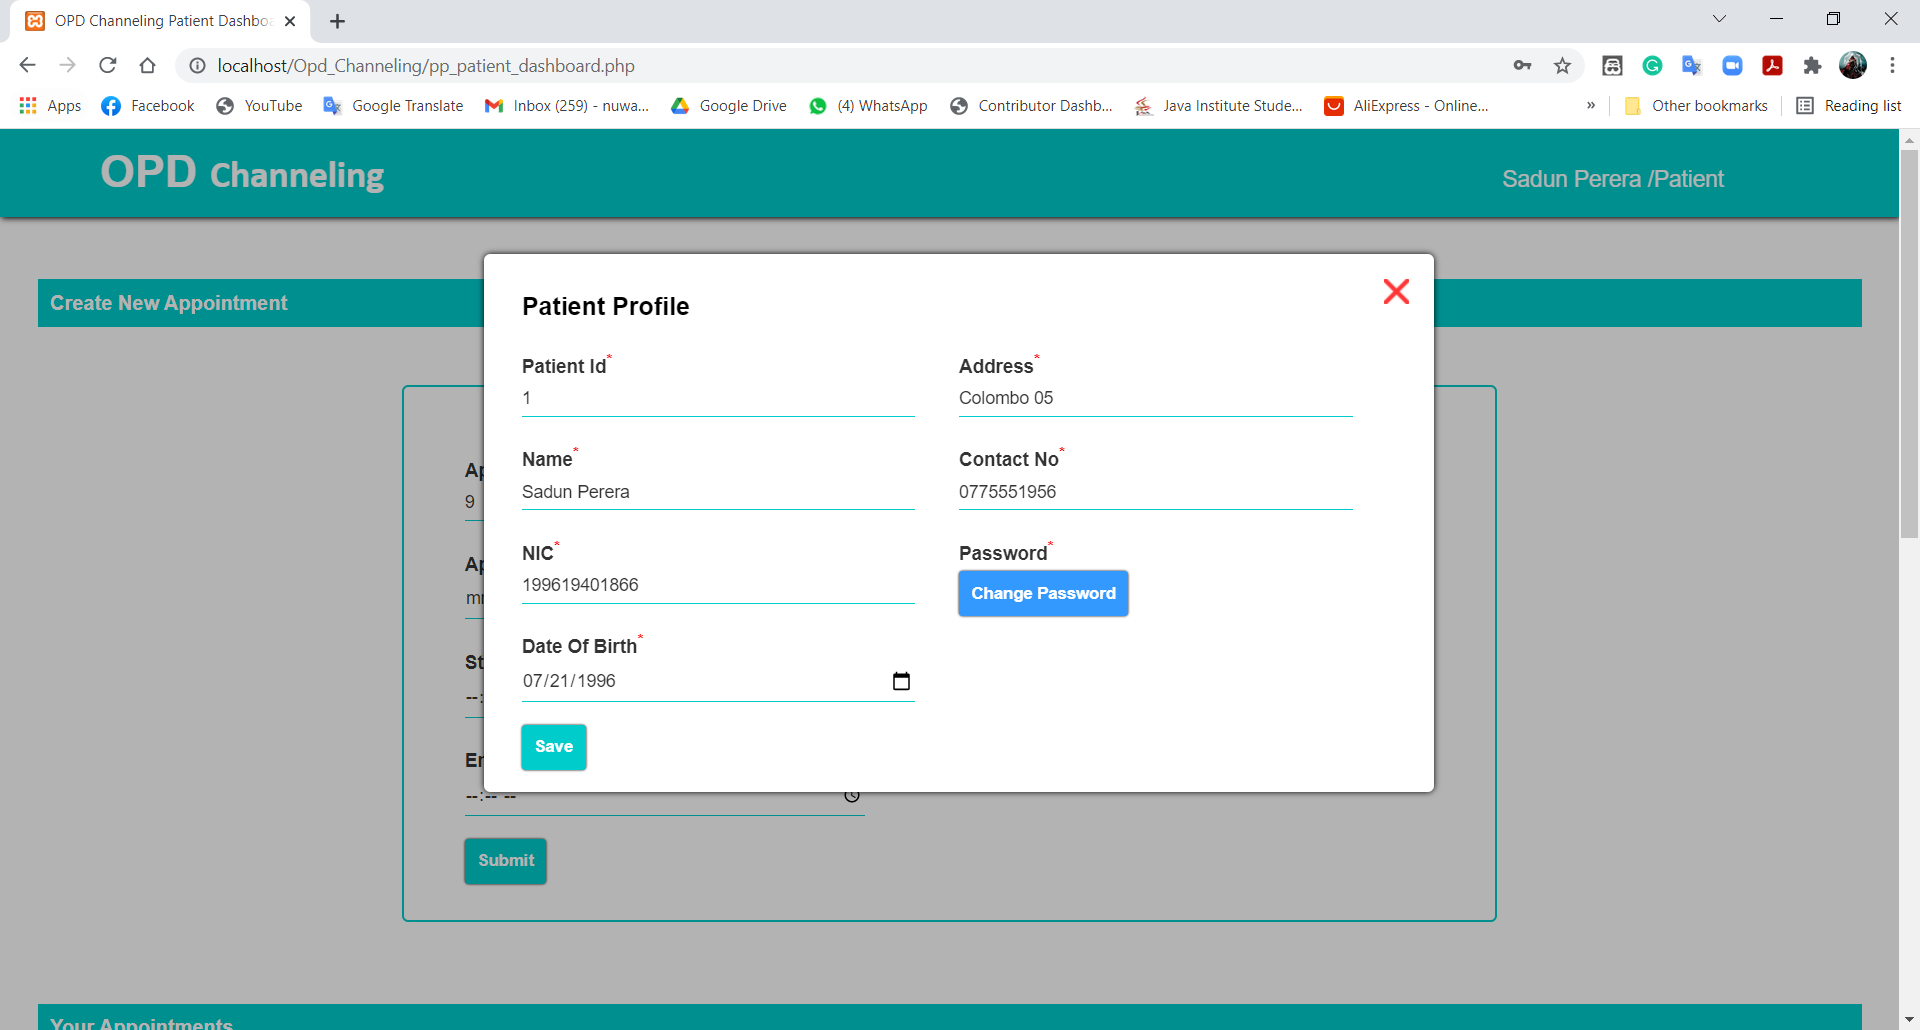 OPD Channeling Patient Dashbo
localhost/Opd_Channeling/pp_patient_dashboard.php
Apps Facebook YouTube Google Translate Inbox (259) - nuwa... Google Drive (4) WhatsApp Contributor Dashb... Java Institute Stude... AliExpress - Online... » Other bookmarks Reading list
OPD Channeling
Sadun Perera /Patient
Create New Appointment
Patient Profile
Patient Id*
1
Address*
Colombo 05
Name*
Sadun Perera
Contact No*
0775551956
NIC*
199619401866
Password*
Change Password
Date Of Birth*
07/21/1996
Save
Ap
9
Ap
St
--:
--:-- --
Submit
Your Appointments